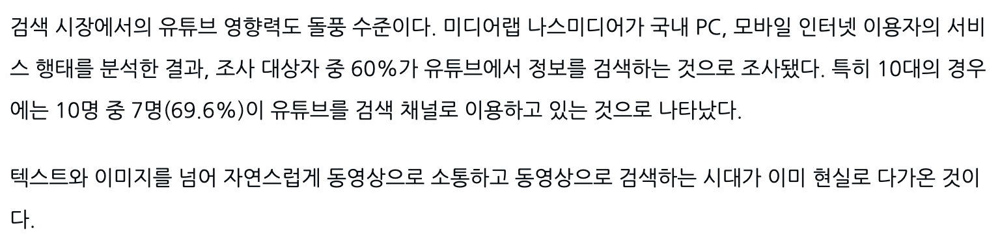 검색 시장에서의 유튜브 영향력도 돌풍 수준이다. 미디어랩 나스미디어가 국내 PC, 모바일 인터넷 이용자의 서비
스 행태를 분석한 결과, 조사 대상자 중 60%가 유튜브에서 정보를 검색하는 것으로 조사됐다. 특히 10대의 경우
에는 10명 중 7명(69.6%)이 유튜브를 검색 채널로 이용하고 있는 것으로 나타났다.
텍스트와 이미지를 넘어 자연스럽게 동영상으로 소통하고 동영상으로 검색하는 시대가 이미 현실로 다가온 것이
다.